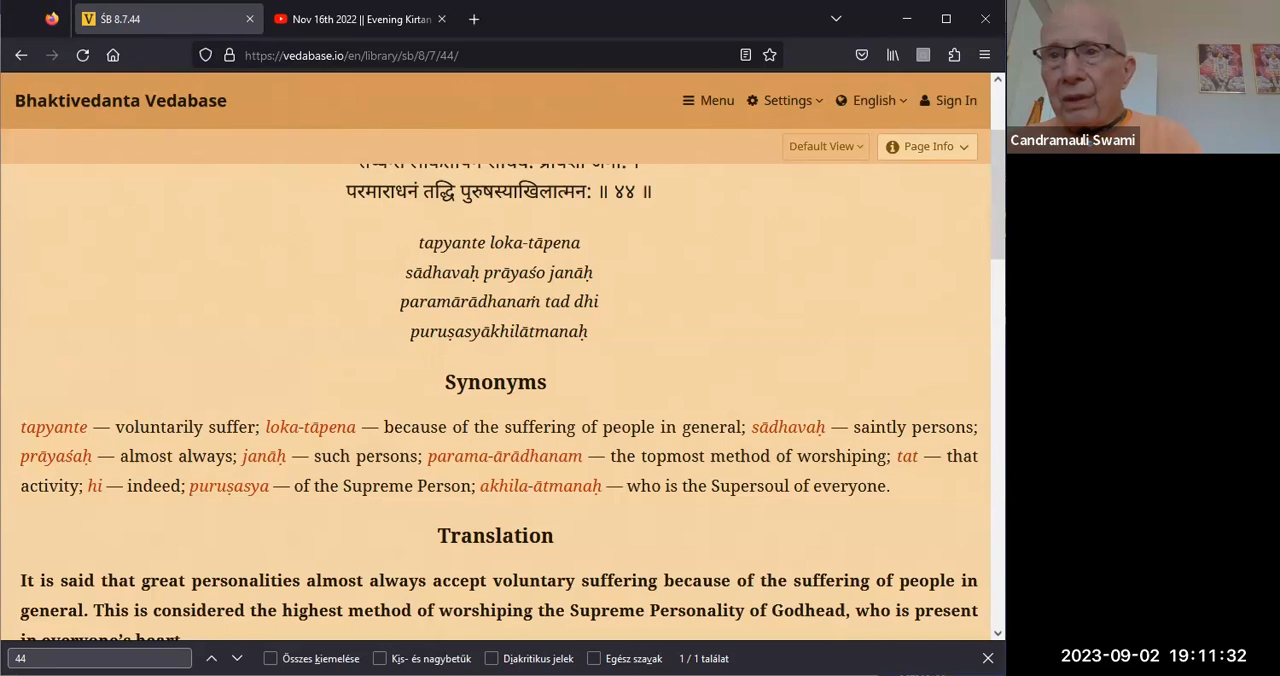 ŚB 8.7.44
Nov 16th 2022 || Evening Kirtan
https://vedabase.io/en/library/sb/8/7/44/
Bhaktivedanta Vedabase
Menu
Settings
English
Sign In
Default View
Page Info
परमाराधनं तद्धि पुरुषस्याखिलात्मन: ॥ ४४ ॥
tapyante loka-tāpena
sādhavaḥ prāyaśo janāḥ
paramārādhanaṁ tad dhi
puruṣasyākhilātmanaḥ
Synonyms
tapyante — voluntarily suffer; loka-tāpena — because of the suffering of people in general; sādhavaḥ — saintly persons;
prāyaśaḥ — almost always; janāḥ — such persons; parama-ārādhanam — the topmost method of worshiping; tat — that
activity; hi — indeed; puruṣasya — of the Supreme Person; akhila-ātmanaḥ — who is the Supersoul of everyone.
Translation
It is said that great personalities almost always accept voluntary suffering because of the suffering of people in
general. This is considered the highest method of worshiping the Supreme Personality of Godhead, who is present
in everyone's heart.
44
Összes kiemelése
Kis- és nagybetűk
Diakritikus jelek
Egész szavak
1 / 1 találat
Candramauli Swami
2023-09-02 19:11:32